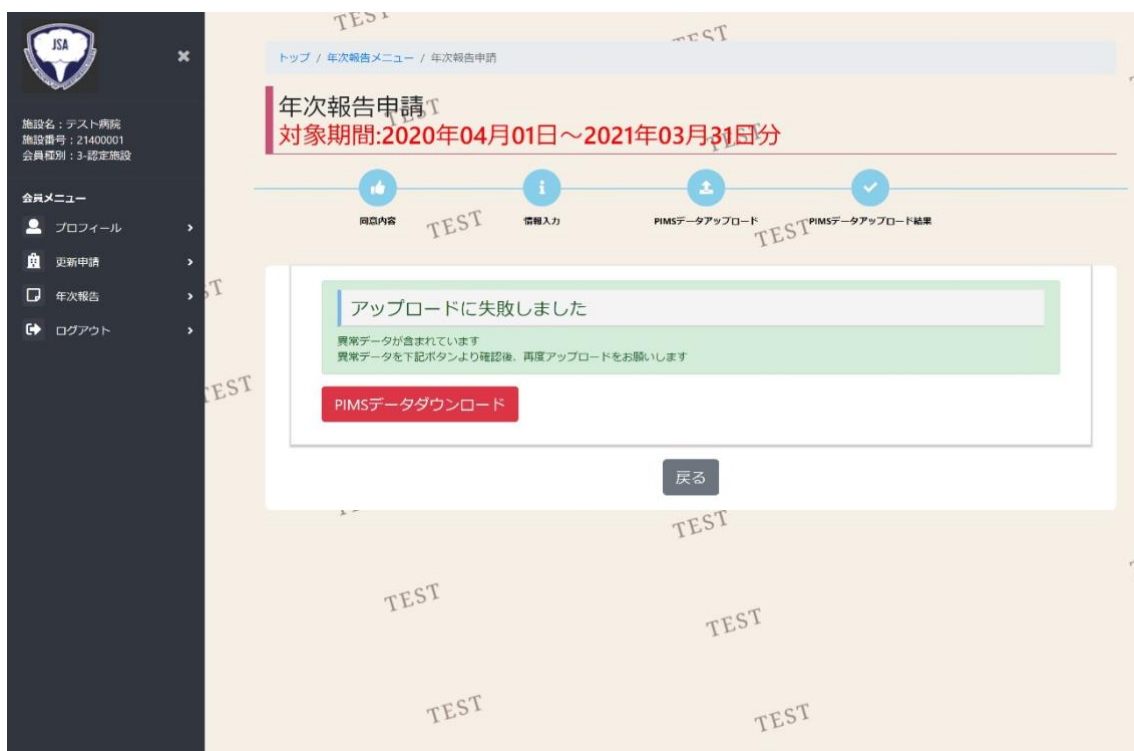 JSA
施設名：テスト病院
施設番号：21400001
会員種別：3-認定施設
会員メニュー
プロフィール
更新申請
年次報告
ログアウト
トップ / 年次報告メニュー / 年次報告申請
年次報告申請
対象期間:2020年04月01日～2021年03月31日分
同意内容
情報入力
PIMSデータアップロード
PIMSデータアップロード結果
アップロードに失敗しました
異常データが含まれています
異常データを下記ボタンより確認後、再度アップロードをお願いします
PIMSデータダウンロード
戻る
TEST
TEST
TEST
TEST
TEST
TEST
TEST
TEST
TEST
TEST
TEST
TEST